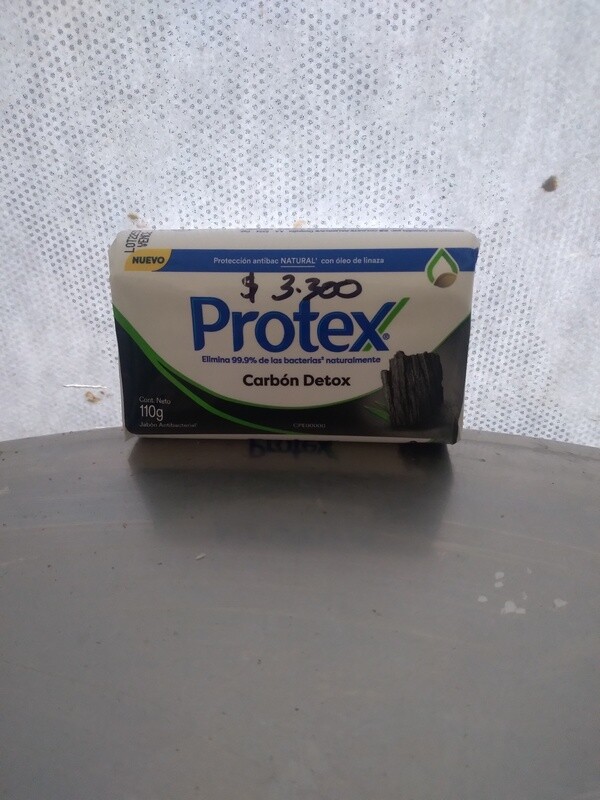 NUEVO
Protección antibac NATURAL¹ con óleo de linaza
$ 3.300
Protex®
Elimina 99.9% de las bacterias² naturalmente
Carbón Detox
Cont. Neto
110g
Jabón Antibacterial